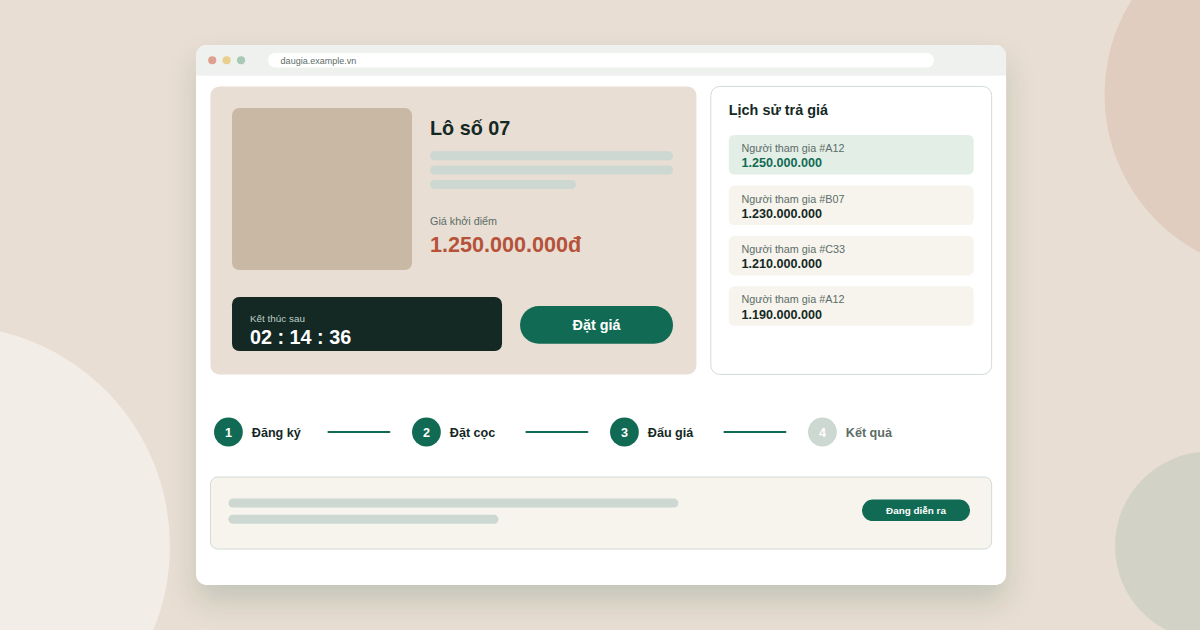 daugia.example.vn
Lô số 07
Giá khởi điểm
1.250.000.000đ
Kết thúc sau
02 : 14 : 36
Đặt giá
Lịch sử trả giá
Người tham gia #A12
1.250.000.000
Người tham gia #B07
1.230.000.000
Người tham gia #C33
1.210.000.000
Người tham gia #A12
1.190.000.000
1 Đăng ký
2 Đặt cọc
3 Đấu giá
4 Kết quả
Đang diễn ra